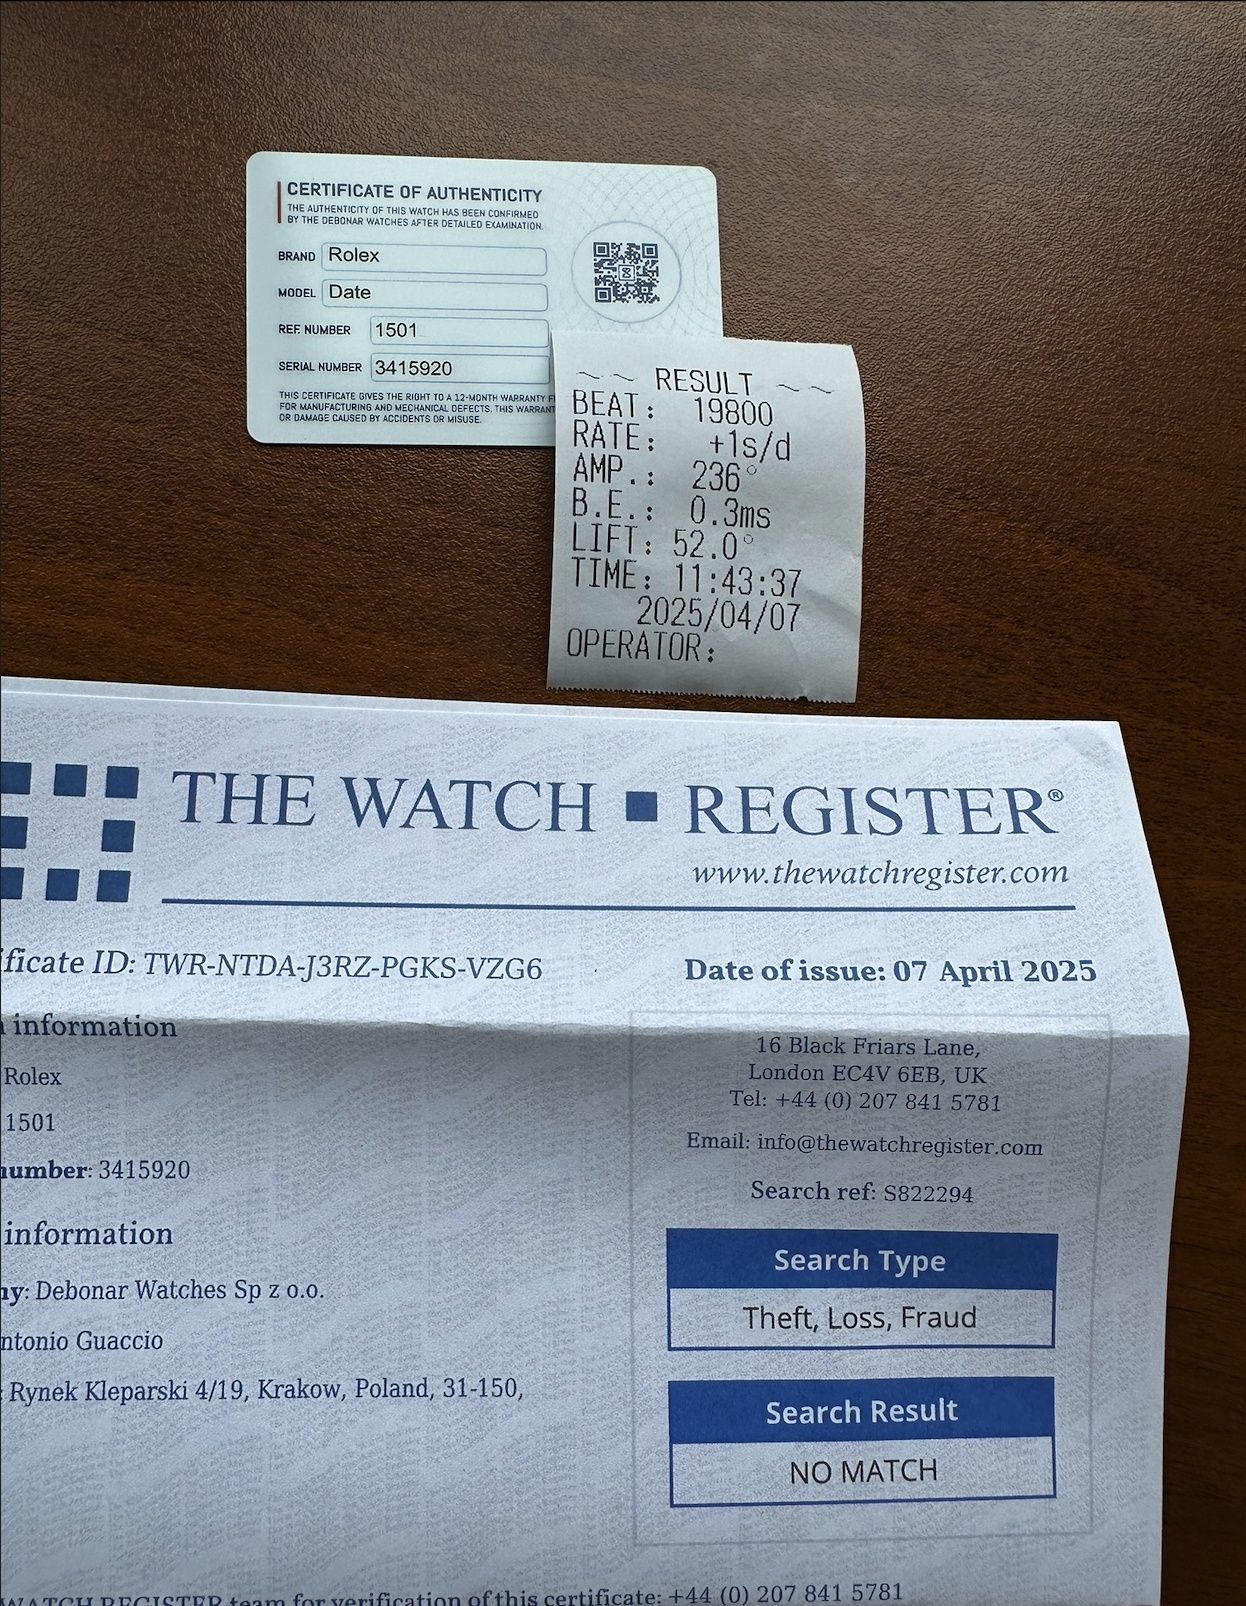 CERTIFICATE OF AUTHENTICITY
THE AUTHENTICITY OF THIS WATCH HAS BEEN CONFIRMED
BY THE DEBONAR WATCHES AFTER DETAILED EXAMINATION.
BRAND Rolex
MODEL Date
REF. NUMBER 1501
SERIAL NUMBER 3415920
THIS CERTIFICATE GIVES THE RIGHT TO A 12-MONTH WARRANTY F
FOR MANUFACTURING AND MECHANICAL DEFECTS. THIS WARRANT
OR DAMAGE CAUSED BY ACCIDENTS OR MISUSE.
~~ RESULT ~~
BEAT: 19800
RATE: +1s/d
AMP.: 236°
B.E.: 0.3ms
LIFT: 52.0°
TIME: 11:43:37
2025/04/07
OPERATOR:
THE WATCH ■ REGISTER®
www.thewatchregister.com
ificate ID: TWR-NTDA-J3RZ-PGKS-VZG6
Date of issue: 07 April 2025
information
Rolex
1501
number: 3415920
information
ny: Debonar Watches Sp z o.o.
ntonio Guaccio
: Rynek Kleparski 4/19, Krakow, Poland, 31-150,
16 Black Friars Lane,
London EC4V 6EB, UK
Tel: +44 (0) 207 841 5781
Email: info@thewatchregister.com
Search ref: S822294
Search Type
Theft, Loss, Fraud
Search Result
NO MATCH
WATCH REGISTER team for verification of this certificate: +44 (0) 207 841 5781